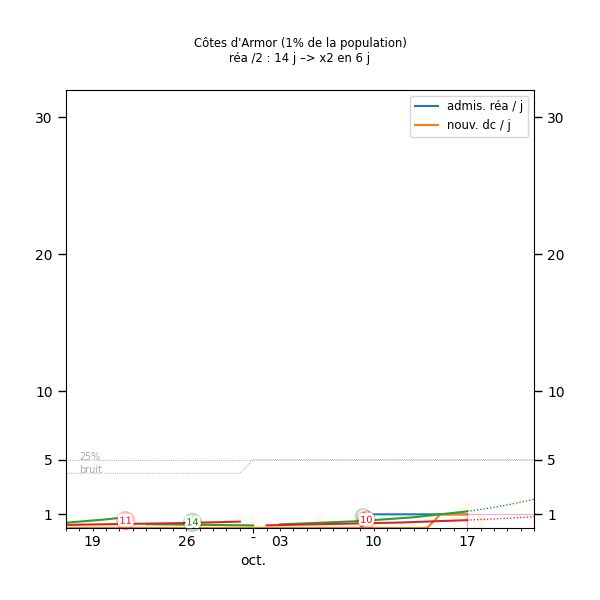 Côtes d'Armor (1% de la population)
réa /2 : 14 j –> x2 en 6 j
admis. réa / j
nouv. dc / j
30 30
20 20
10 10
25%
5 5
bruit
11 14 10
1 1
19 26 - 03 10 17
oct.